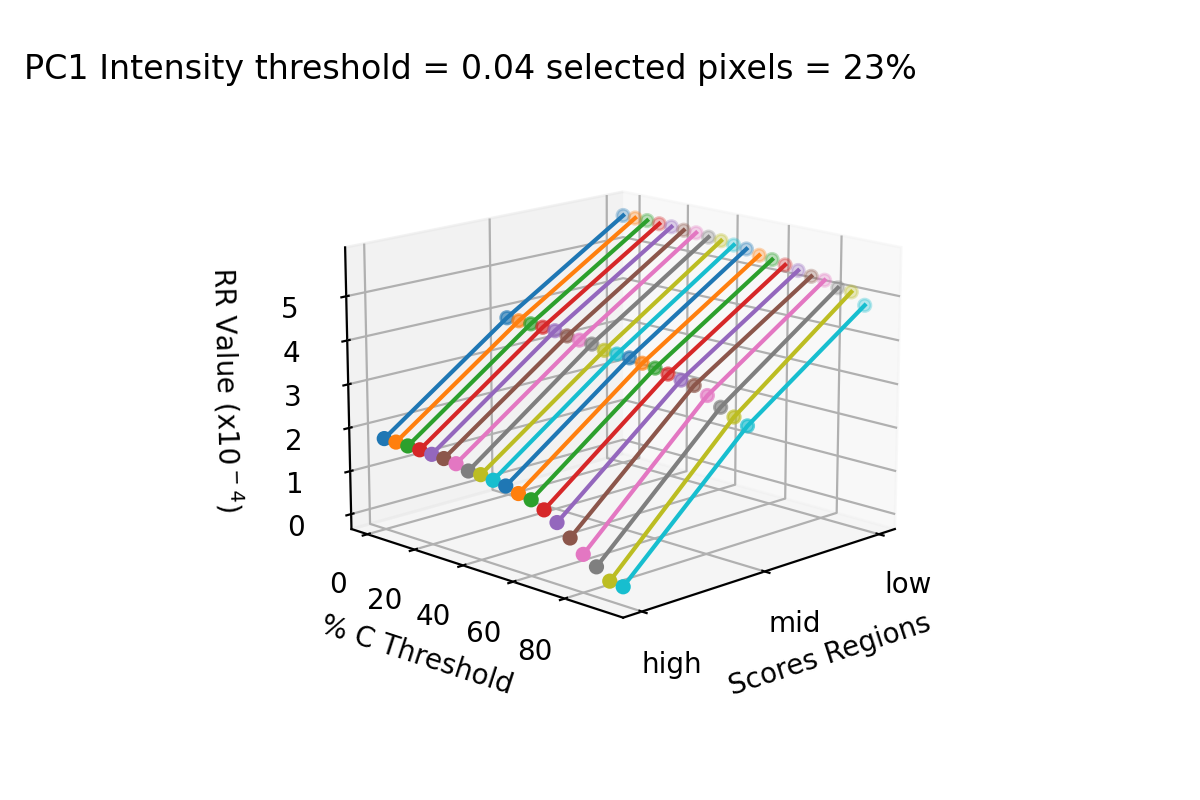 PC1 Intensity threshold = 0.04 selected pixels = 23%
RR Value (x10⁻⁴)
5
4
3
2
1
0
0
20
40
60
80
% C Threshold
low
mid
high
Scores Regions